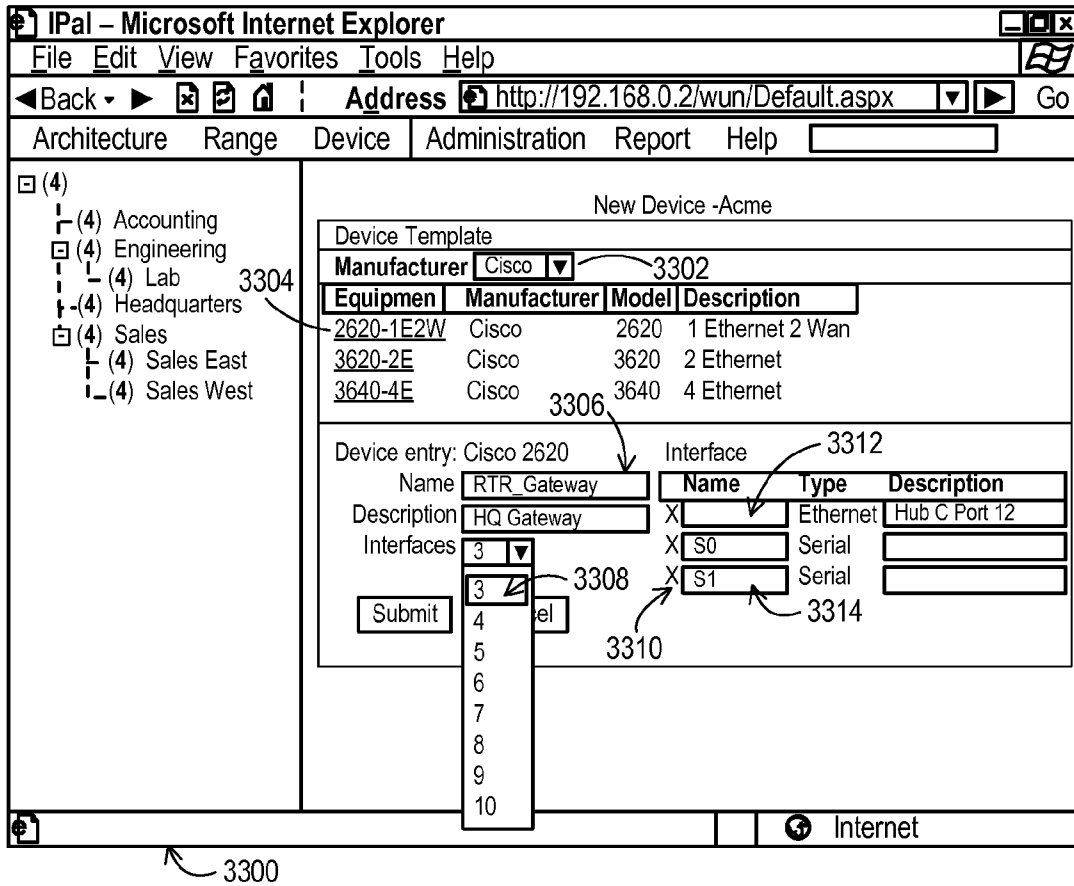 IPal – Microsoft Internet Explorer
File Edit View Favorites Tools Help
Back Address http://192.168.0.2/wun/Default.aspx Go
Architecture Range Device Administration Report Help
(4)
(4) Accounting
(4) Engineering
(4) Lab
(4) Headquarters
(4) Sales
(4) Sales East
(4) Sales West
New Device -Acme
Device Template
Manufacturer Cisco 3302
3304
Equipmen Manufacturer Model Description
2620-1E2W Cisco 2620 1 Ethernet 2 Wan
3620-2E Cisco 3620 2 Ethernet
3640-4E Cisco 3640 4 Ethernet
3306
Device entry: Cisco 2620
Name RTR_Gateway
Description HQ Gateway
Interfaces 3
3 3308
4
5
6
7
8
9
10
Submit cel
Interface 3312
Name Type Description
X Ethernet Hub C Port 12
X S0 Serial
X S1 Serial
3310 3314
Internet
3300